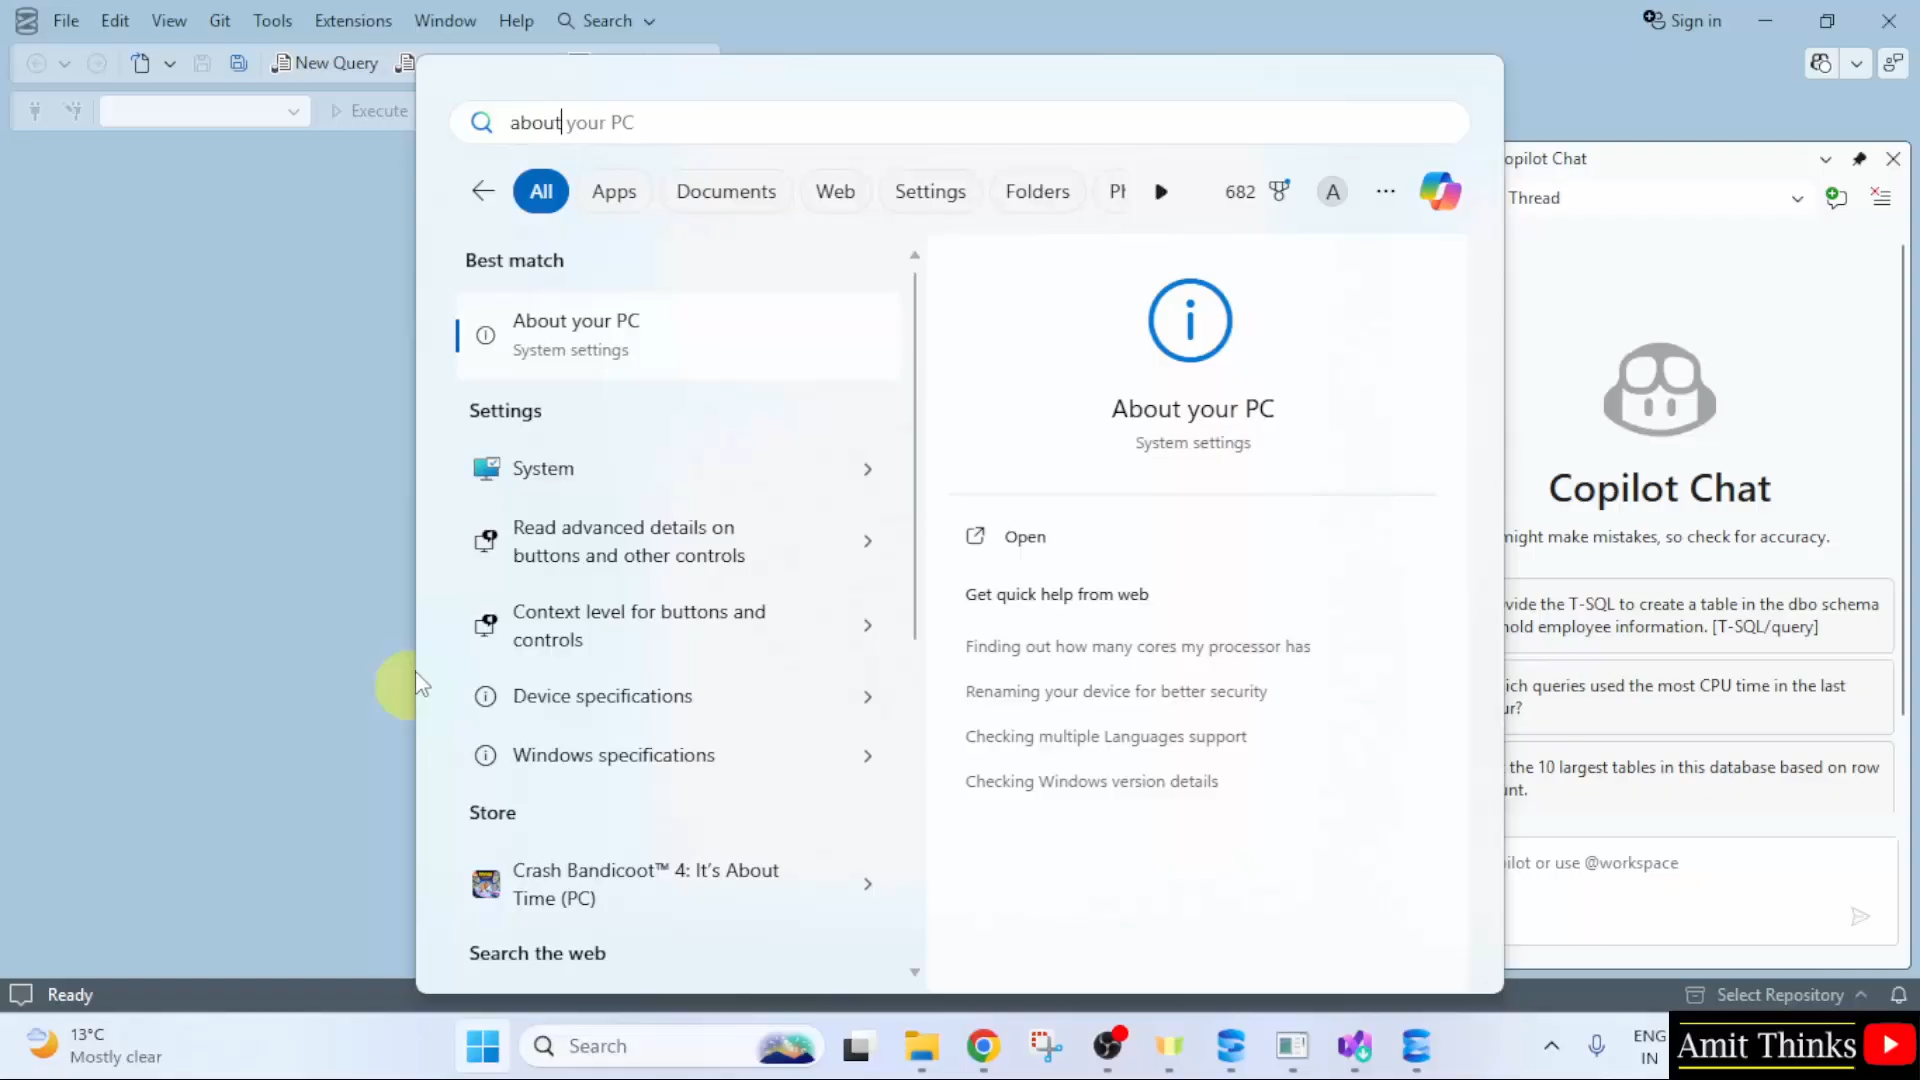 File Edit View Git Tools Extensions Window Help Search
Sign in
New Query
Execute
about your PC
All Apps Documents Web Settings Folders
682
A
Best match
About your PC
System settings
Settings
System
Read advanced details on
buttons and other controls
Context level for buttons and
controls
Device specifications
Windows specifications
Store
Crash Bandicoot™ 4: It's About
Time (PC)
Search the web
About your PC
System settings
Open
Get quick help from web
Finding out how many cores my processor has
Renaming your device for better security
Checking multiple Languages support
Checking Windows version details
opilot Chat
Thread
Copilot Chat
might make mistakes, so check for accuracy.
vide the T-SQL to create a table in the dbo schema
hold employee information. [T-SQL/query]
ich queries used the most CPU time in the last
ur?
the 10 largest tables in this database based on row
unt.
ilot or use @workspace
Ready
Select Repository
13°C
Mostly clear
Search
ENG
IN
Amit Thinks